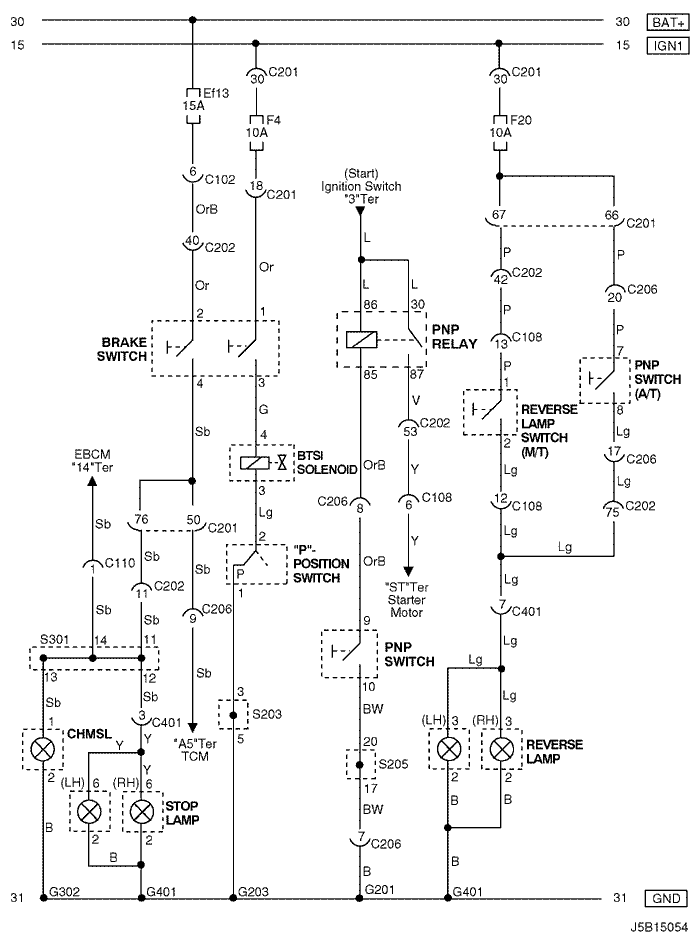 30 30 BAT+
15 15 IGN1
30 C201 30 C201
Ef13
15A
F4
10A
F20
10A
6 C102
18 C201
(Start)
Ignition Switch
"3"Ter
OrB
40 C202
L
67 66 C201
P P
42 C202
20 C206
Or Or
L L
2 1
86 30
P P
BRAKE
SWITCH
PNP
RELAY
13 C108
7
PNP
SWITCH
(A/T)
4 3
85 87
P
1
8
G
V
REVERSE
LAMP
SWITCH
(M/T)
Sb
4
53 C202
2
Lg
EBCM
"14"Ter
BTSI
SOLENOID
OrB
Y
Lg
17 C206
3
Lg
C206 8
6 C108
12 C108
75 C202
76 50 C201
Sb
2
Lg
Lg
Sb Sb
"P"-
POSITION
SWITCH
P
OrB
Y
1 C110
11 C202
1
"ST"Ter
Starter
Motor
Lg
7 C401
Sb Sb
9 C206
9
PNP
SWITCH
Lg
S301 14 11
Lg
13 12
Sb
10
Lg
Sb Sb
3
S203
5
BW
1
3 C401
(LH) 3 (RH) 3
CHMSL
Y Y
"A5"Ter
TCM
20
S205
17
REVERSE
LAMP
2
Y
2 2
(LH) 6 (RH) 6
STOP
LAMP
BW
B B
B
2 2
7 C206
B
B
B
31 G302 G401 G203 G201 G401 31 GND
J5B15054